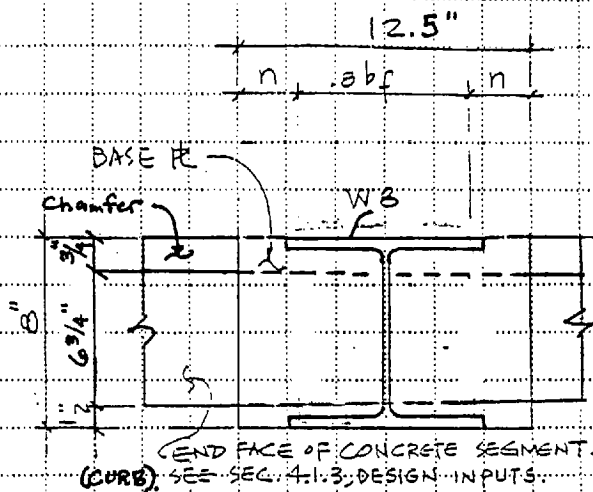 12.5"
n .8bf n
BASE PL
W8
Chamfer
3/4"
8"
6 3/4"
1/2"
END FACE OF CONCRETE SEGMENT.
(CURB). SEE SEC. 4.1.3, DESIGN INPUTS.